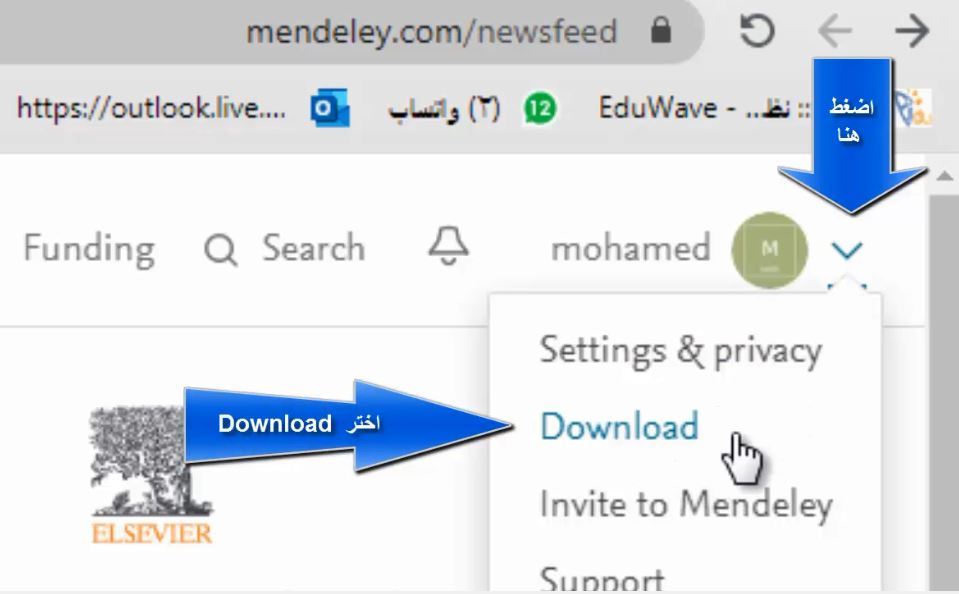 mendeley.com/newsfeed
https://outlook.live....
(٢) واتساب
12
EduWave - ..نظ ::
اضغط
هنا
Funding
Search
mohamed
M
Settings & privacy
اختر Download
Download
Invite to Mendeley
Support
ELSEVIER